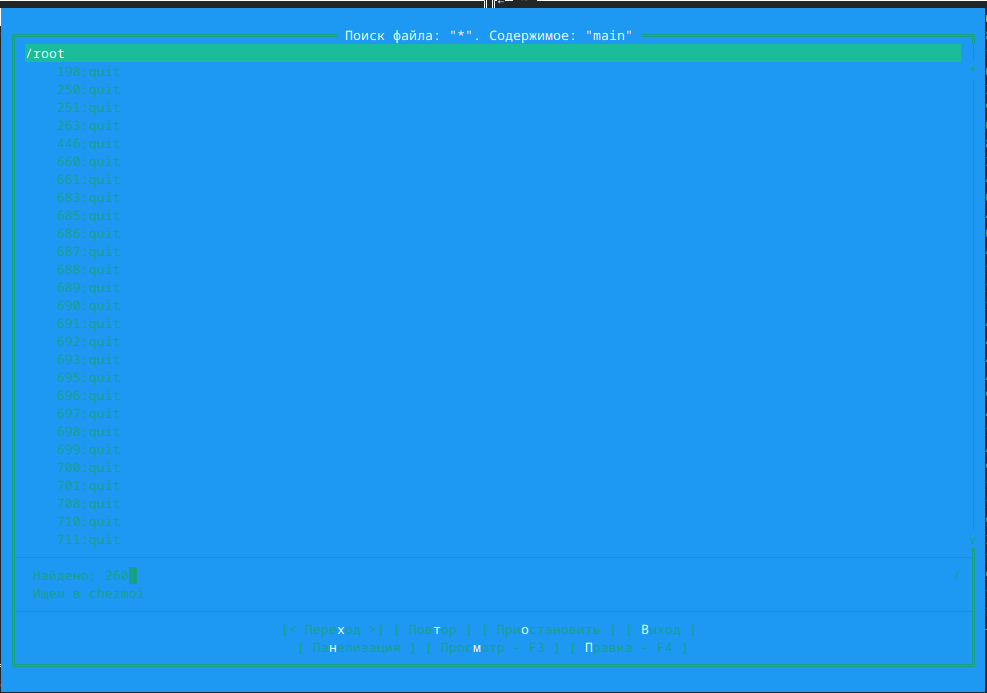 Поиск файла: "*". Содержимое: "main"
/root
198:quit
250:quit
251:quit
263:quit
446:quit
660:quit
661:quit
683:quit
685:quit
686:quit
687:quit
688:quit
689:quit
690:quit
691:quit
692:quit
693:quit
695:quit
696:quit
697:quit
698:quit
699:quit
700:quit
701:quit
708:quit
710:quit
711:quit
Найдено: 260 /
Ищем в chezmoi
[< Переход >] [ Повтор ] [ Приостановить ] [ Выход ]
[ Панелизация ] [ Просмотр - F3 ] [ Правка - F4 ]